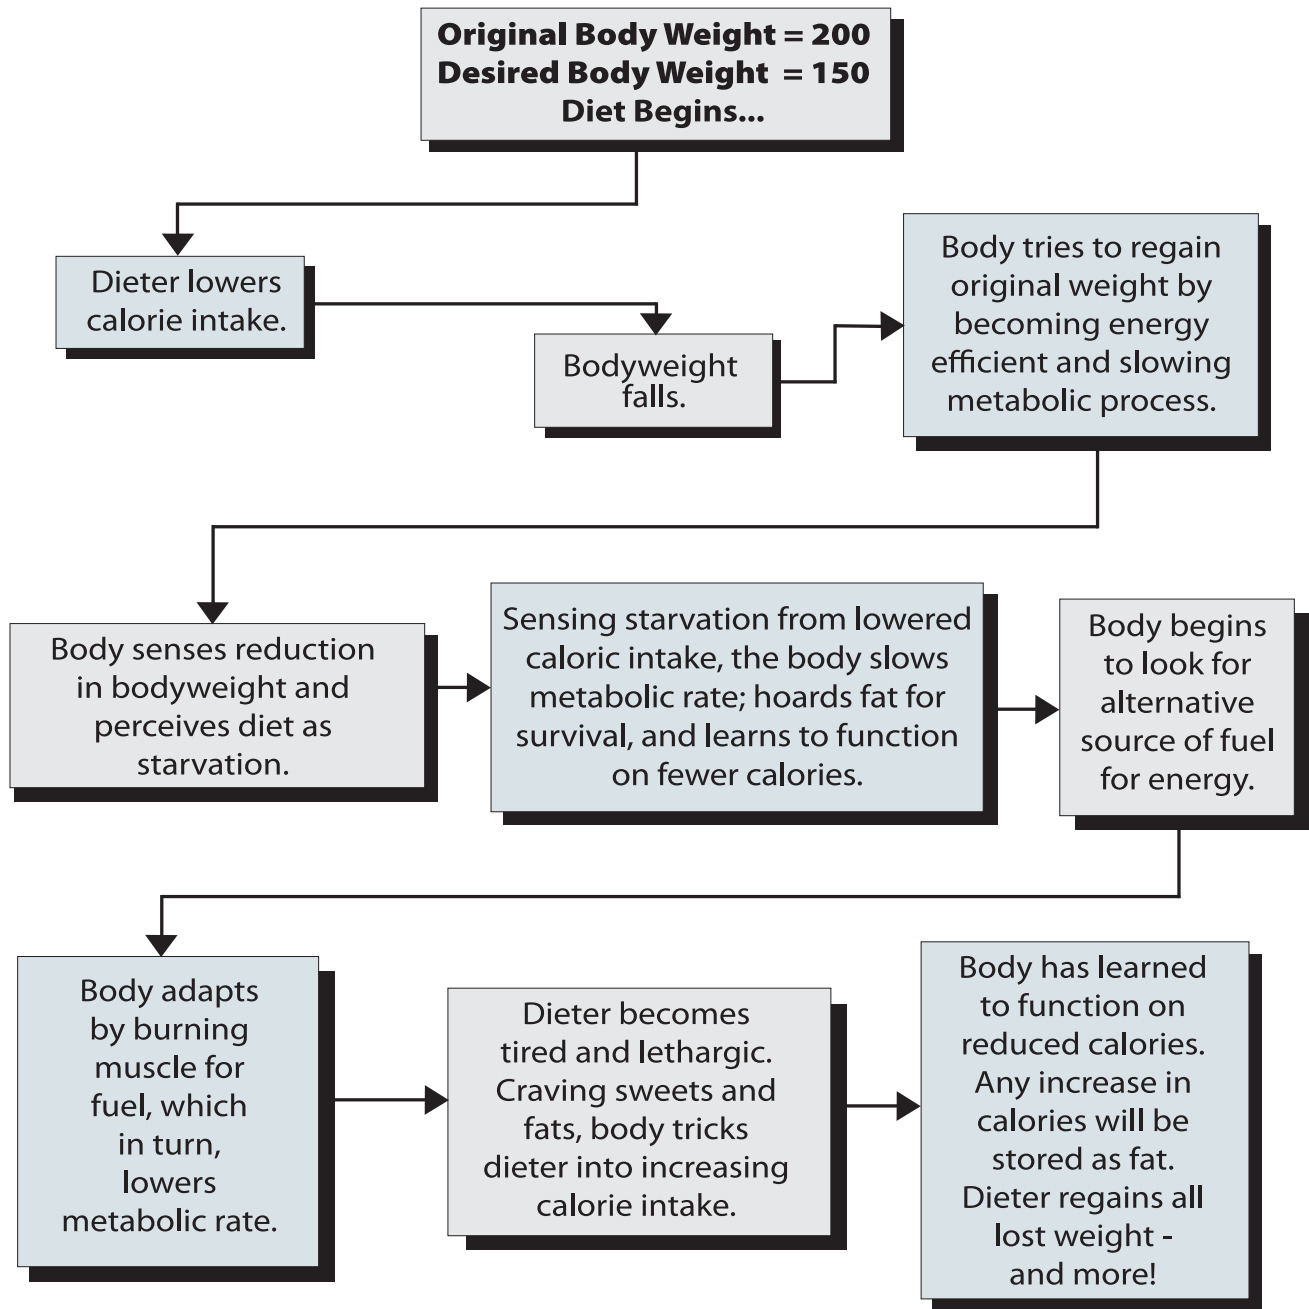 Original Body Weight = 200
Desired Body Weight = 150
Diet Begins...
Dieter lowers
calorie intake.
Bodyweight
falls.
Body tries to regain
original weight by
becoming energy
efficient and slowing
metabolic process.
Body senses reduction
in bodyweight and
perceives diet as
starvation.
Sensing starvation from lowered
caloric intake, the body slows
metabolic rate; hoards fat for
survival, and learns to function
on fewer calories.
Body begins
to look for
alternative
source of fuel
for energy.
Body adapts
by burning
muscle for
fuel, which
in turn,
lowers
metabolic rate.
Dieter becomes
tired and lethargic.
Craving sweets and
fats, body tricks
dieter into increasing
calorie intake.
Body has learned
to function on
reduced calories.
Any increase in
calories will be
stored as fat.
Dieter regains all
lost weight -
and more!